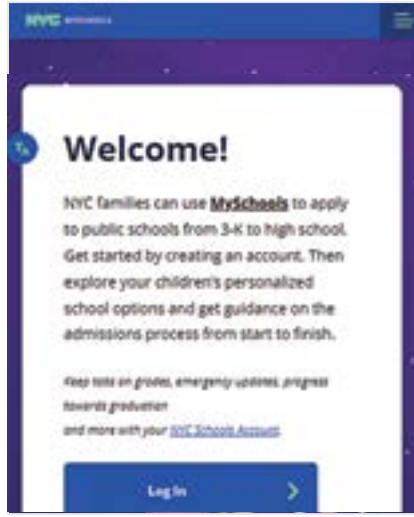 NYC MYSCHOOLS
Welcome!
NYC families can use MySchools to apply
to public schools from 3-K to high school.
Get started by creating an account. Then
explore your children's personalized
school options and get guidance on the
admissions process from start to finish.
Keep tabs on grades, emergency updates, progress
towards graduation
and more with your NYC Schools Account.
Log In